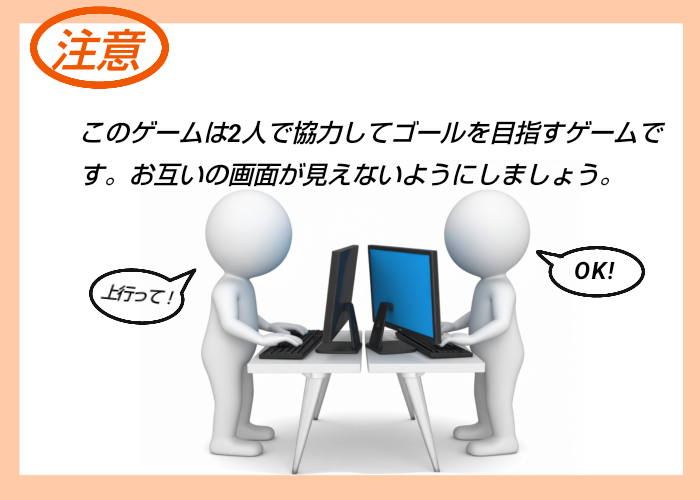 注意
このゲームは2人で協力してゴールを目指すゲームで
す。お互いの画面が見えないようにしましょう。
上行って！
OK!